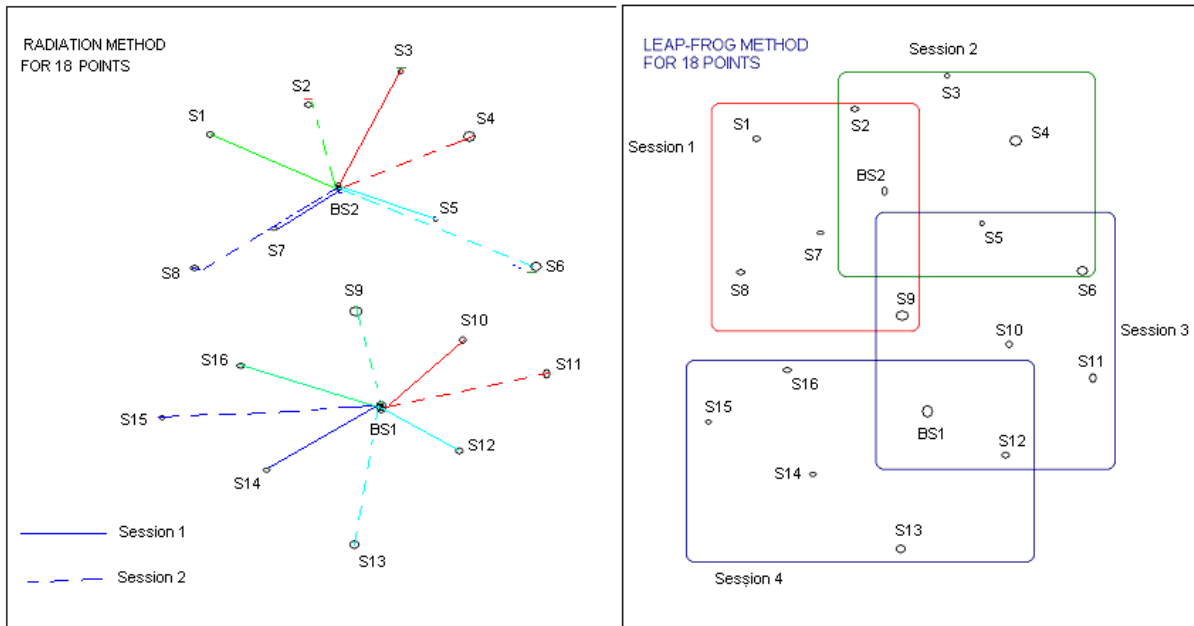 RADIATION METHOD
FOR 18 POINTS
S3
S2
S1
S4
BS2
S5
S7
S8
S6
S9
S10
S16
S11
S15
BS1
S12
S14
S13
Session 1
Session 2
LEAP-FROG METHOD
FOR 18 POINTS
Session 2
S3
S2
S1
S4
Session 1
BS2
S5
S7
S8
S6
S9
S10
Session 3
S11
S16
S15
BS1
S12
S14
S13
Session 4